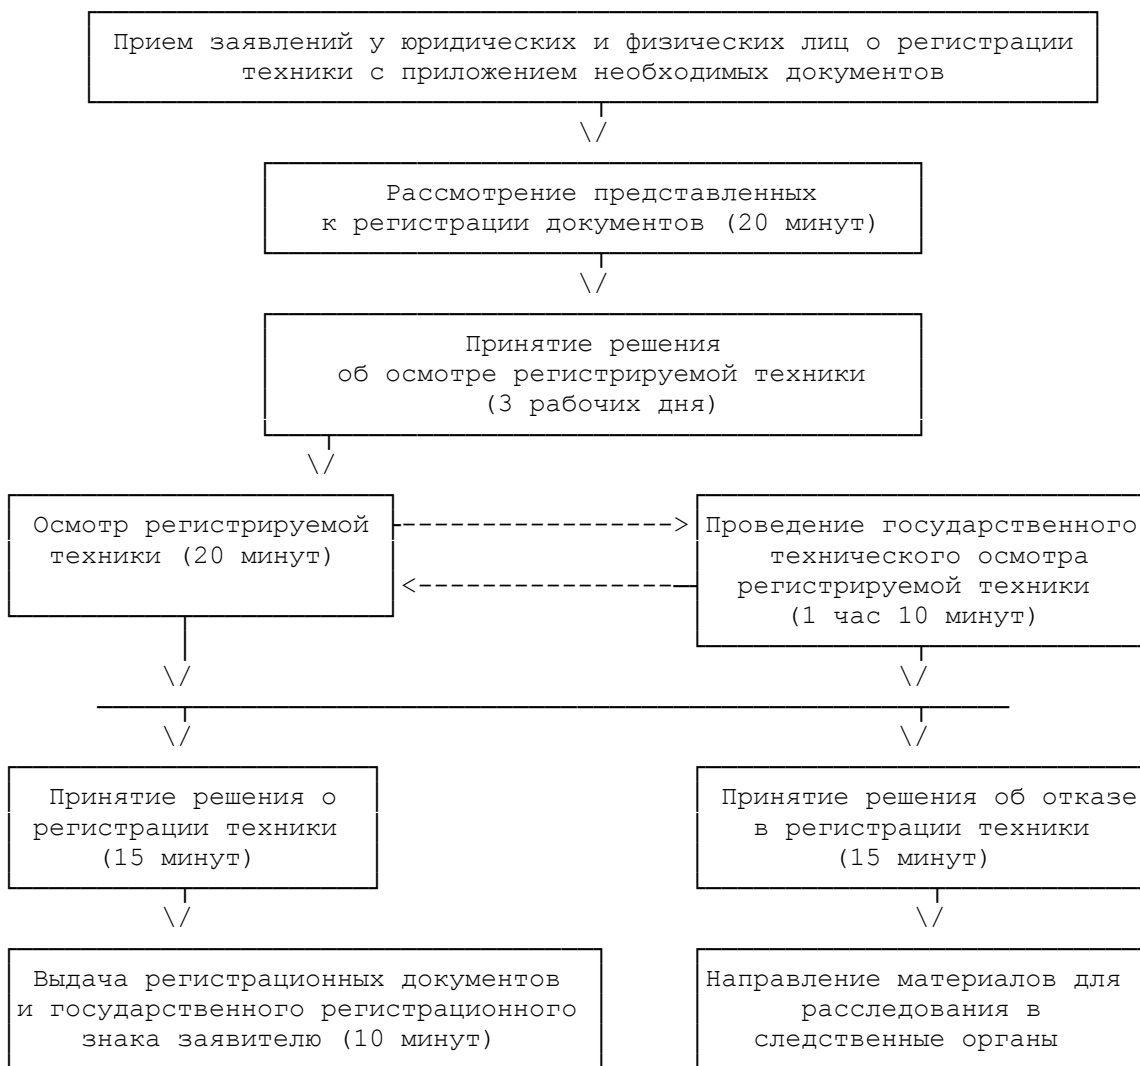 Прием заявлений у юридических и физических лиц о регистрации
техники с приложением необходимых документов
Рассмотрение представленных
к регистрации документов (20 минут)
Принятие решения
об осмотре регистрируемой техники
(3 рабочих дня)
Осмотр регистрируемой
техники (20 минут)
Проведение государственного
технического осмотра
регистрируемой техники
(1 час 10 минут)
Принятие решения о
регистрации техники
(15 минут)
Принятие решения об отказе
в регистрации техники
(15 минут)
Выдача регистрационных документов
и государственного регистрационного
знака заявителю (10 минут)
Направление материалов для
расследования в
следственные органы